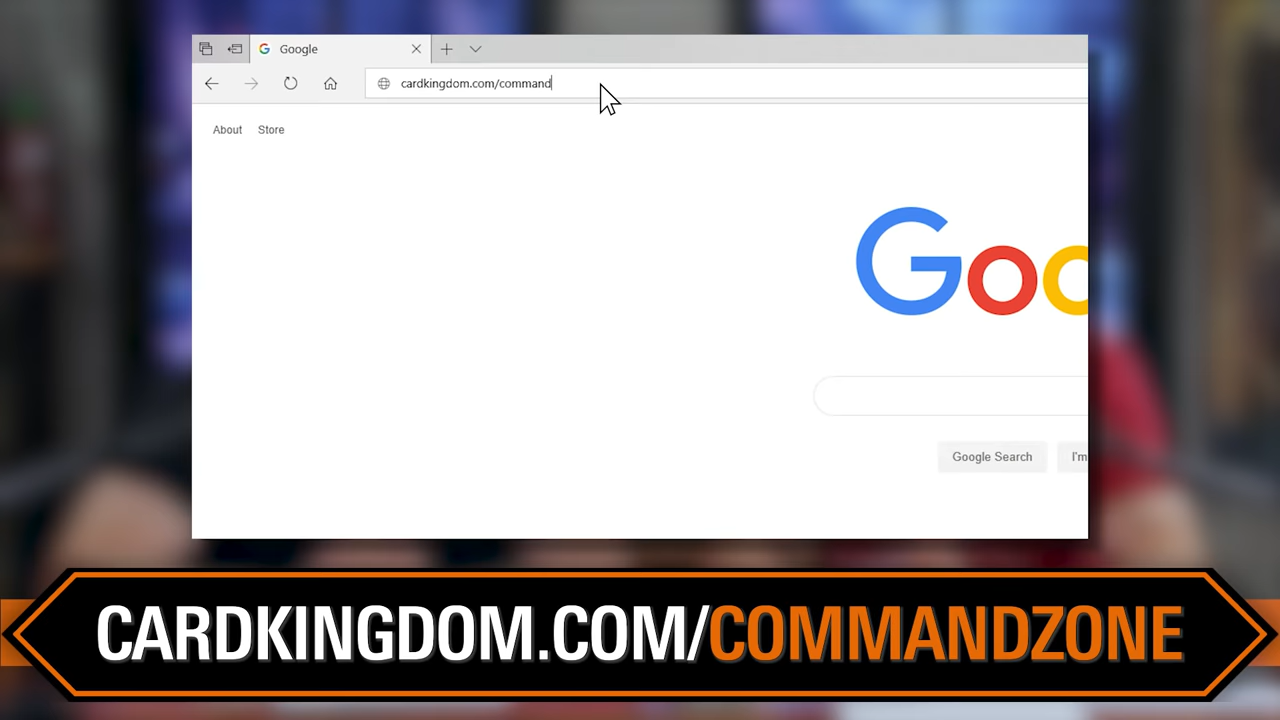 Google
cardkingdom.com/command
About Store
Goo
Google Search I'm
CARDKINGDOM.COM/COMMANDZONE